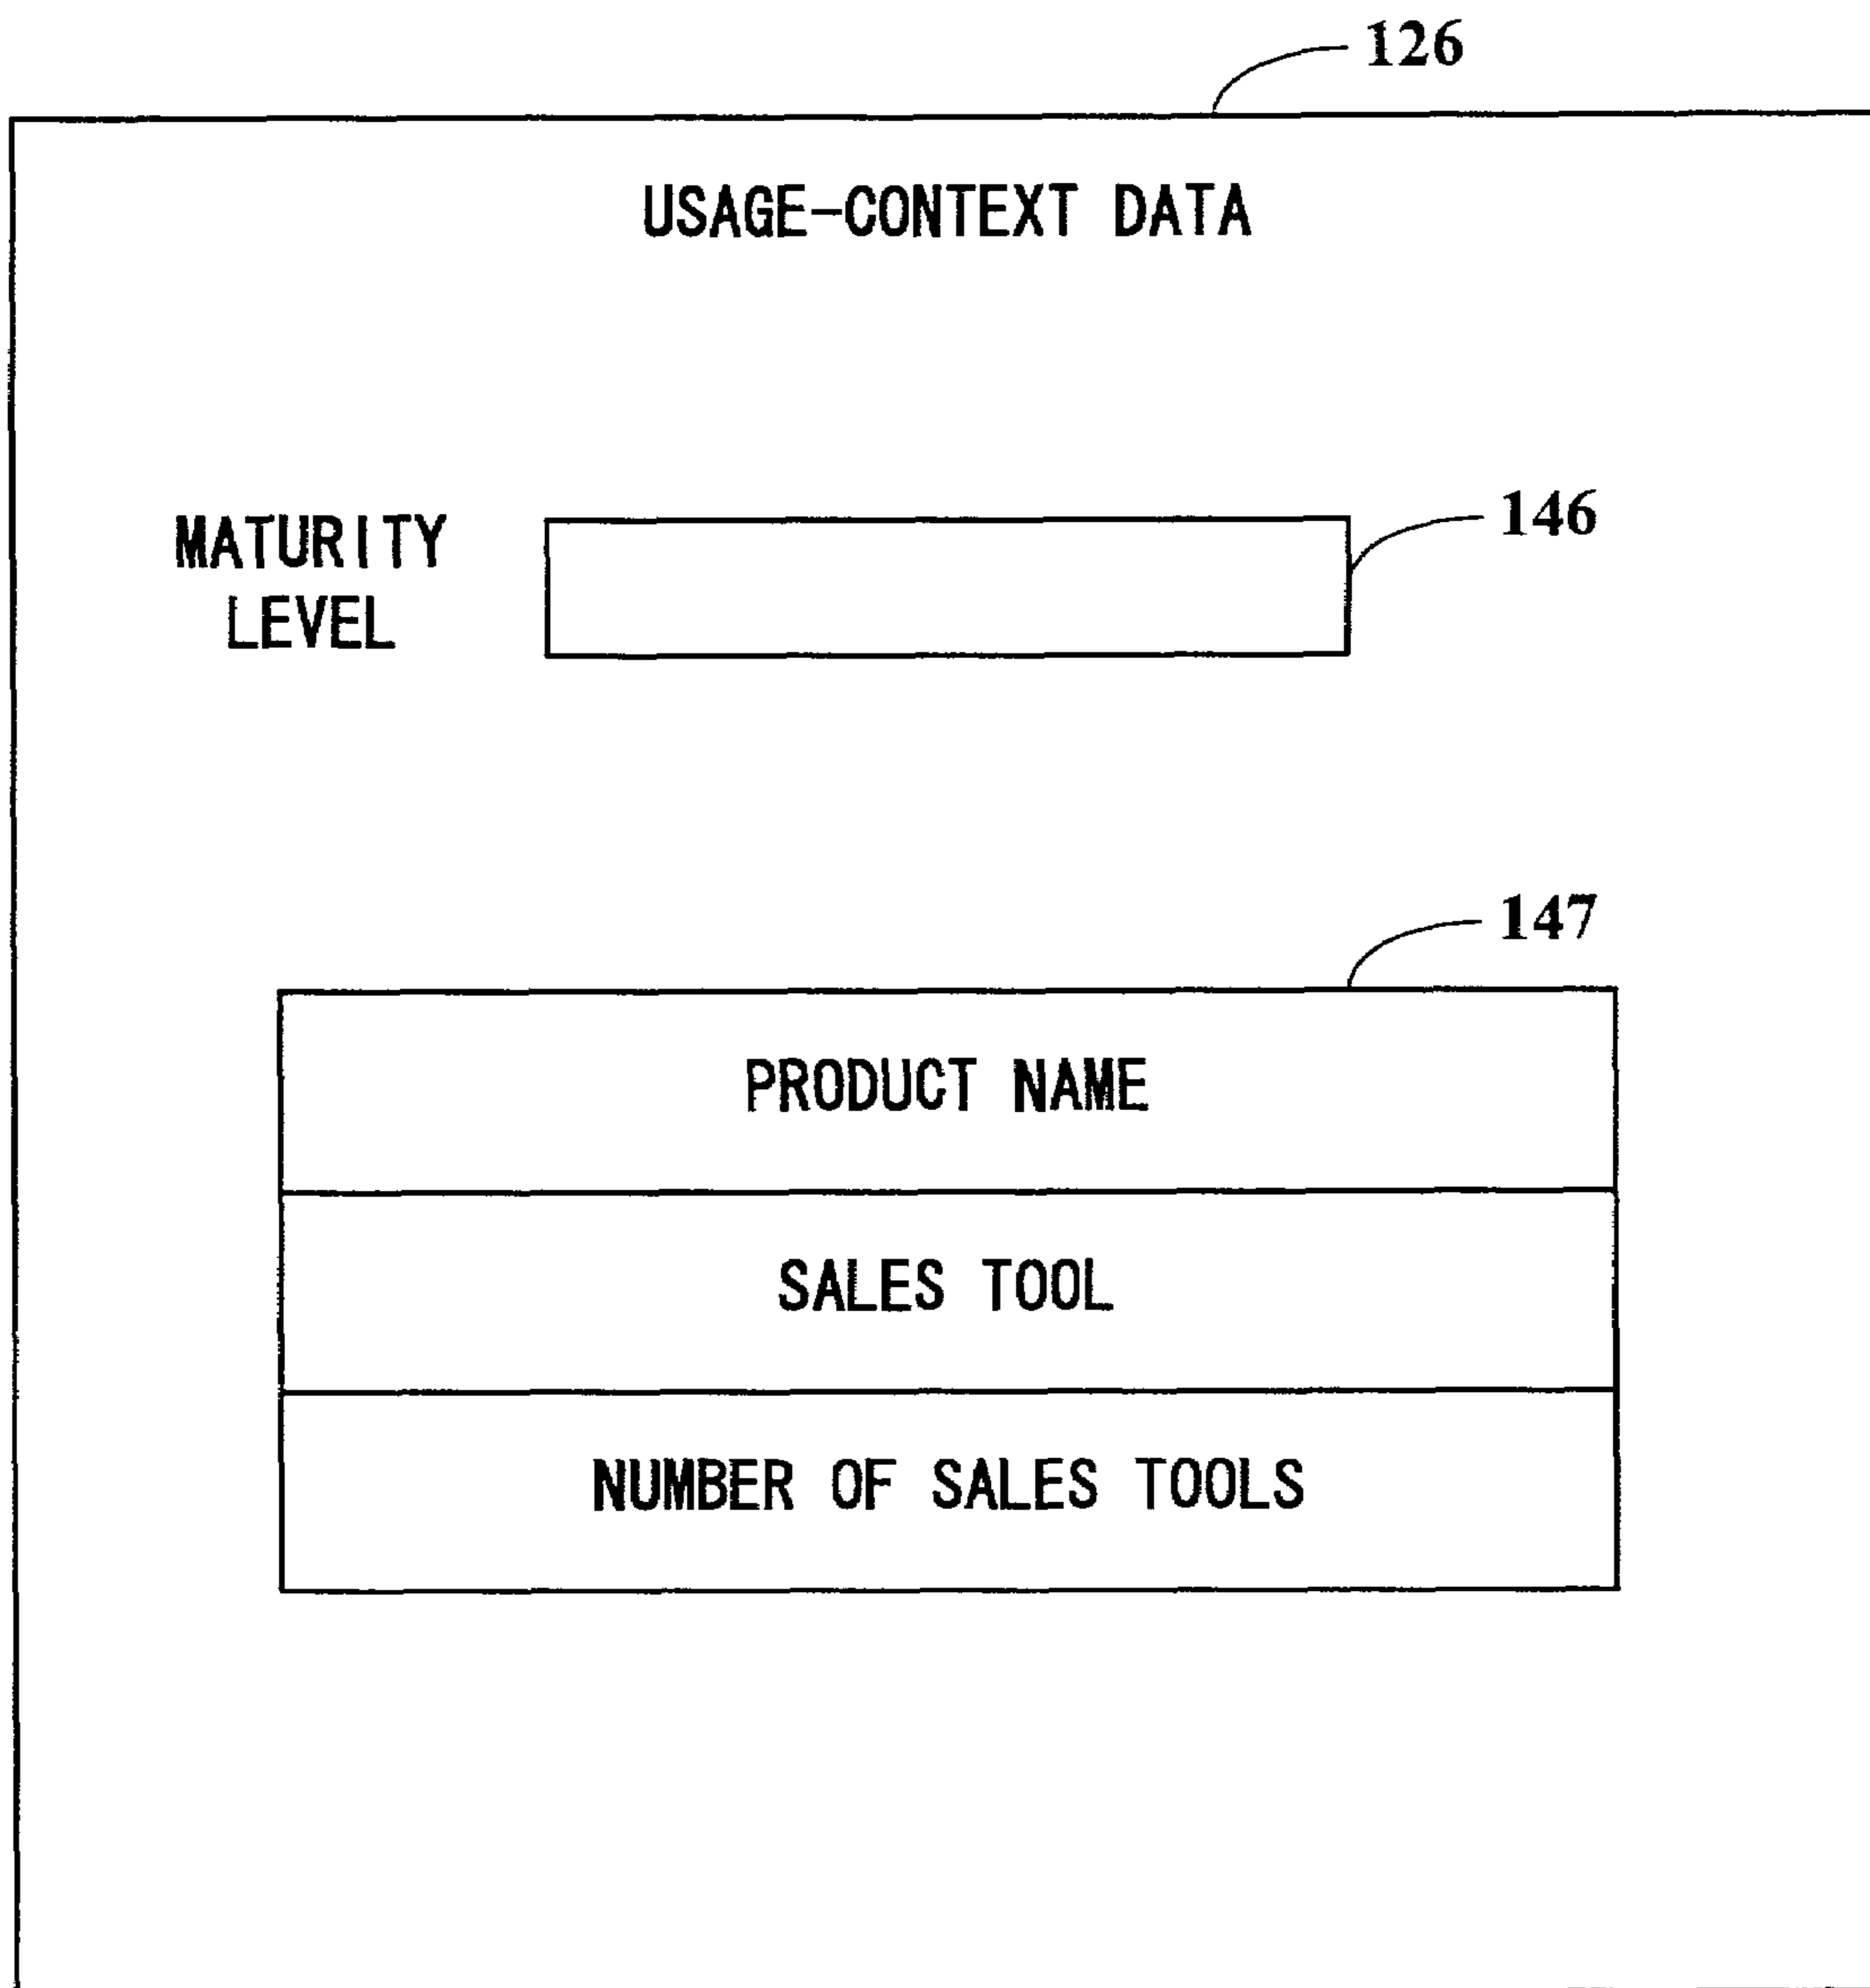 126
USAGE-CONTEXT DATA
MATURITY
LEVEL
146
147
PRODUCT NAME
SALES TOOL
NUMBER OF SALES TOOLS